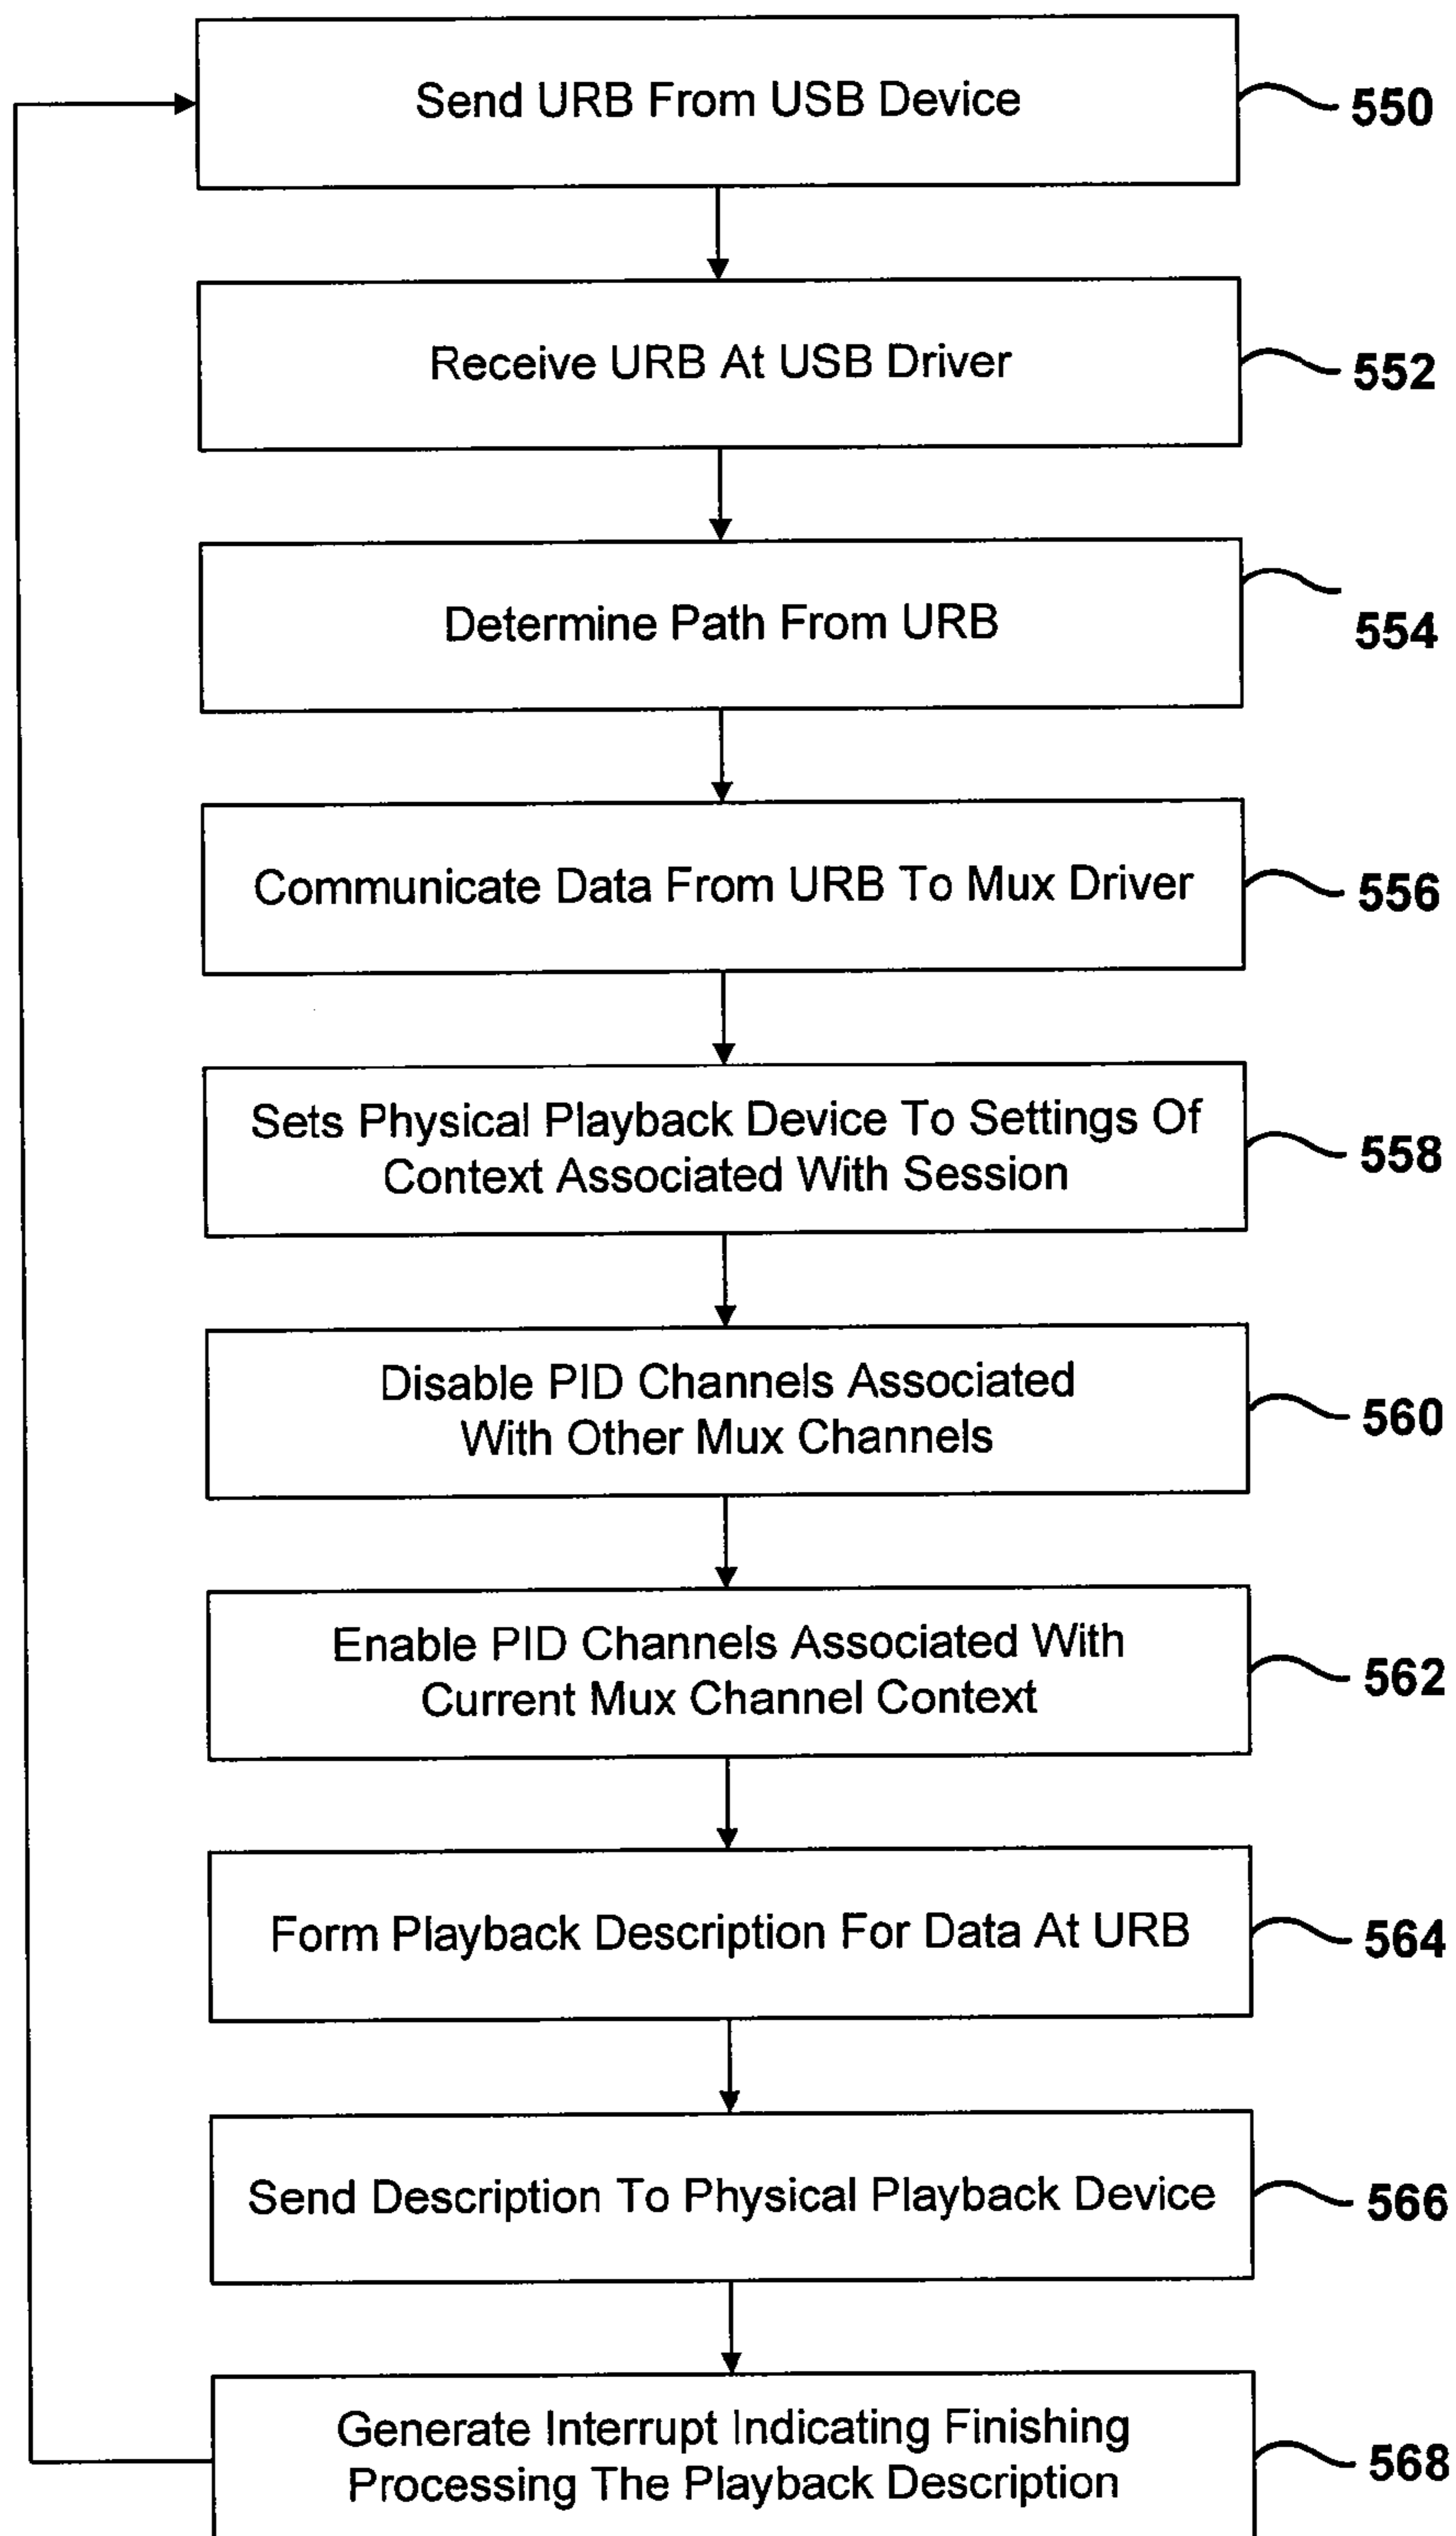 Send URB From USB Device
550
Receive URB At USB Driver
552
Determine Path From URB
554
Communicate Data From URB To Mux Driver
556
Sets Physical Playback Device To Settings Of
Context Associated With Session
558
Disable PID Channels Associated
With Other Mux Channels
560
Enable PID Channels Associated With
Current Mux Channel Context
562
Form Playback Description For Data At URB
564
Send Description To Physical Playback Device
566
Generate Interrupt Indicating Finishing
Processing The Playback Description
568